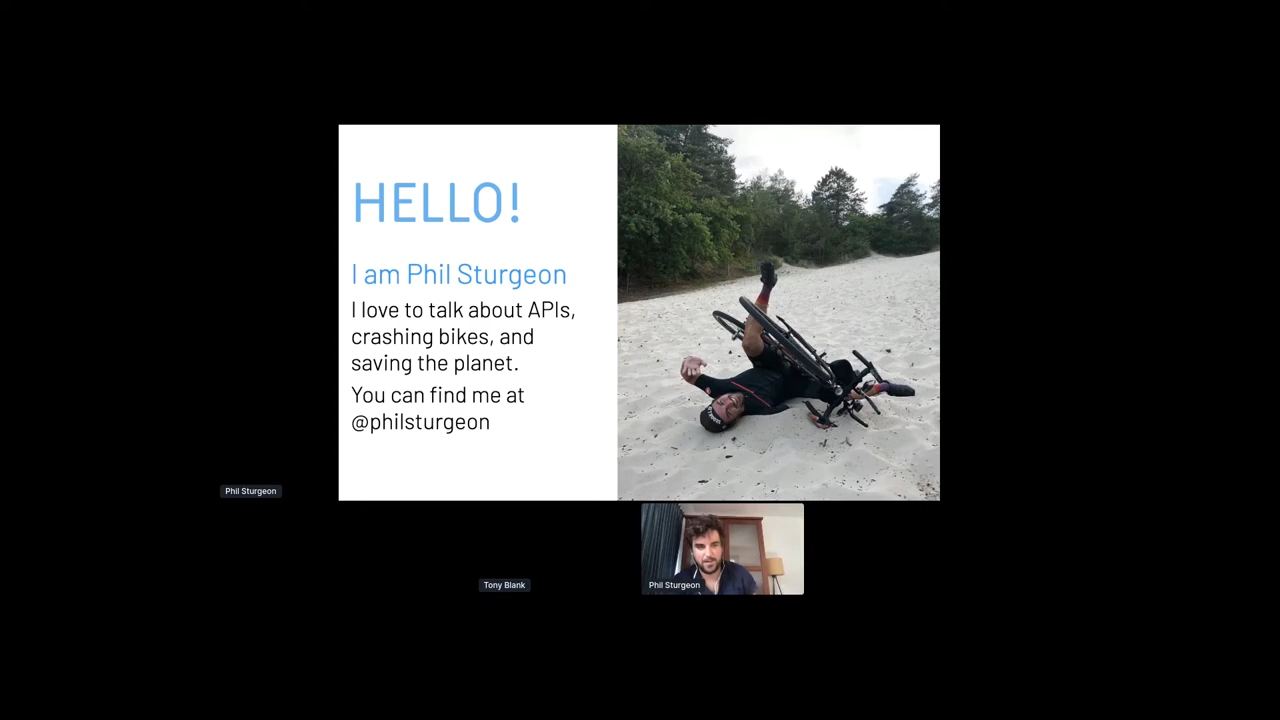 HELLO!
I am Phil Sturgeon
I love to talk about APIs,
crashing bikes, and
saving the planet.
You can find me at
@philsturgeon
Phil Sturgeon
Tony Blank
Phil Sturgeon